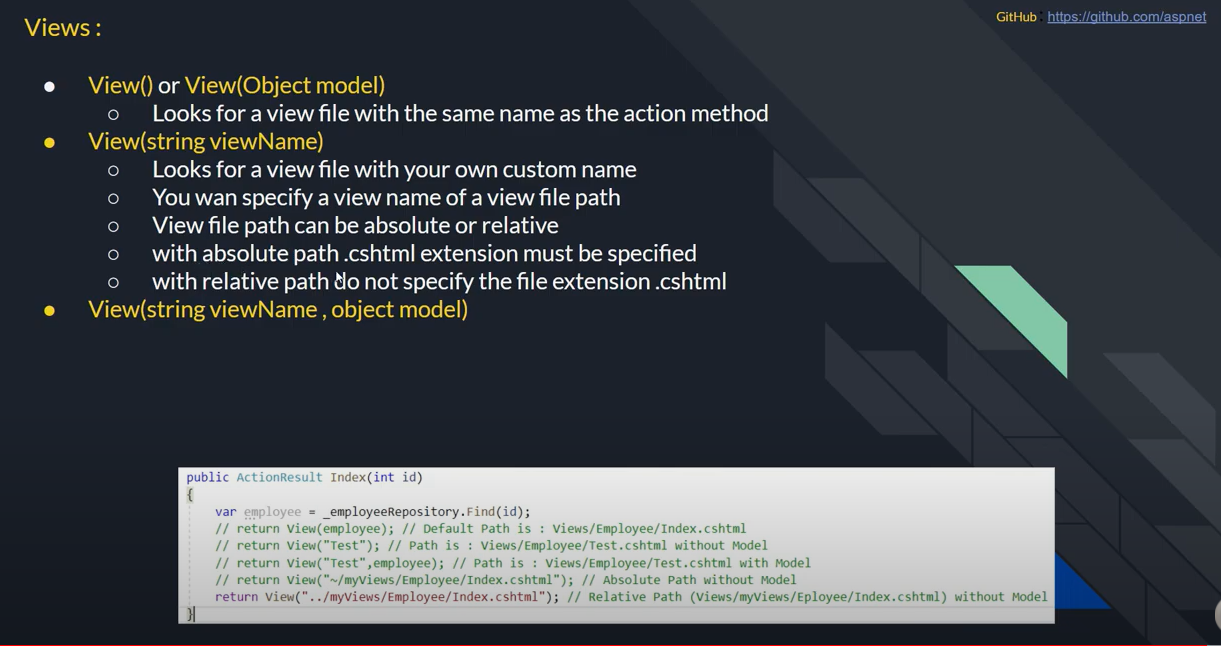 Views :
GitHub : https://github.com/aspnet
● View() or View(Object model)
○ Looks for a view file with the same name as the action method
● View(string viewName)
○ Looks for a view file with your own custom name
○ You wan specify a view name of a view file path
○ View file path can be absolute or relative
○ with absolute path .cshtml extension must be specified
○ with relative path do not specify the file extension .cshtml
● View(string viewName , object model)
public ActionResult Index(int id)
{
var employee = _employeeRepository.Find(id);
// return View(employee); // Default Path is : Views/Employee/Index.cshtml
// return View("Test"); // Path is : Views/Employee/Test.cshtml without Model
// return View("Test",employee); // Path is : Views/Employee/Test.cshtml with Model
// return View("~/myViews/Employee/Index.cshtml"); // Absolute Path without Model
return View("../myViews/Employee/Index.cshtml"); // Relative Path (Views/myViews/Eployee/Index.cshtml) without Model
}